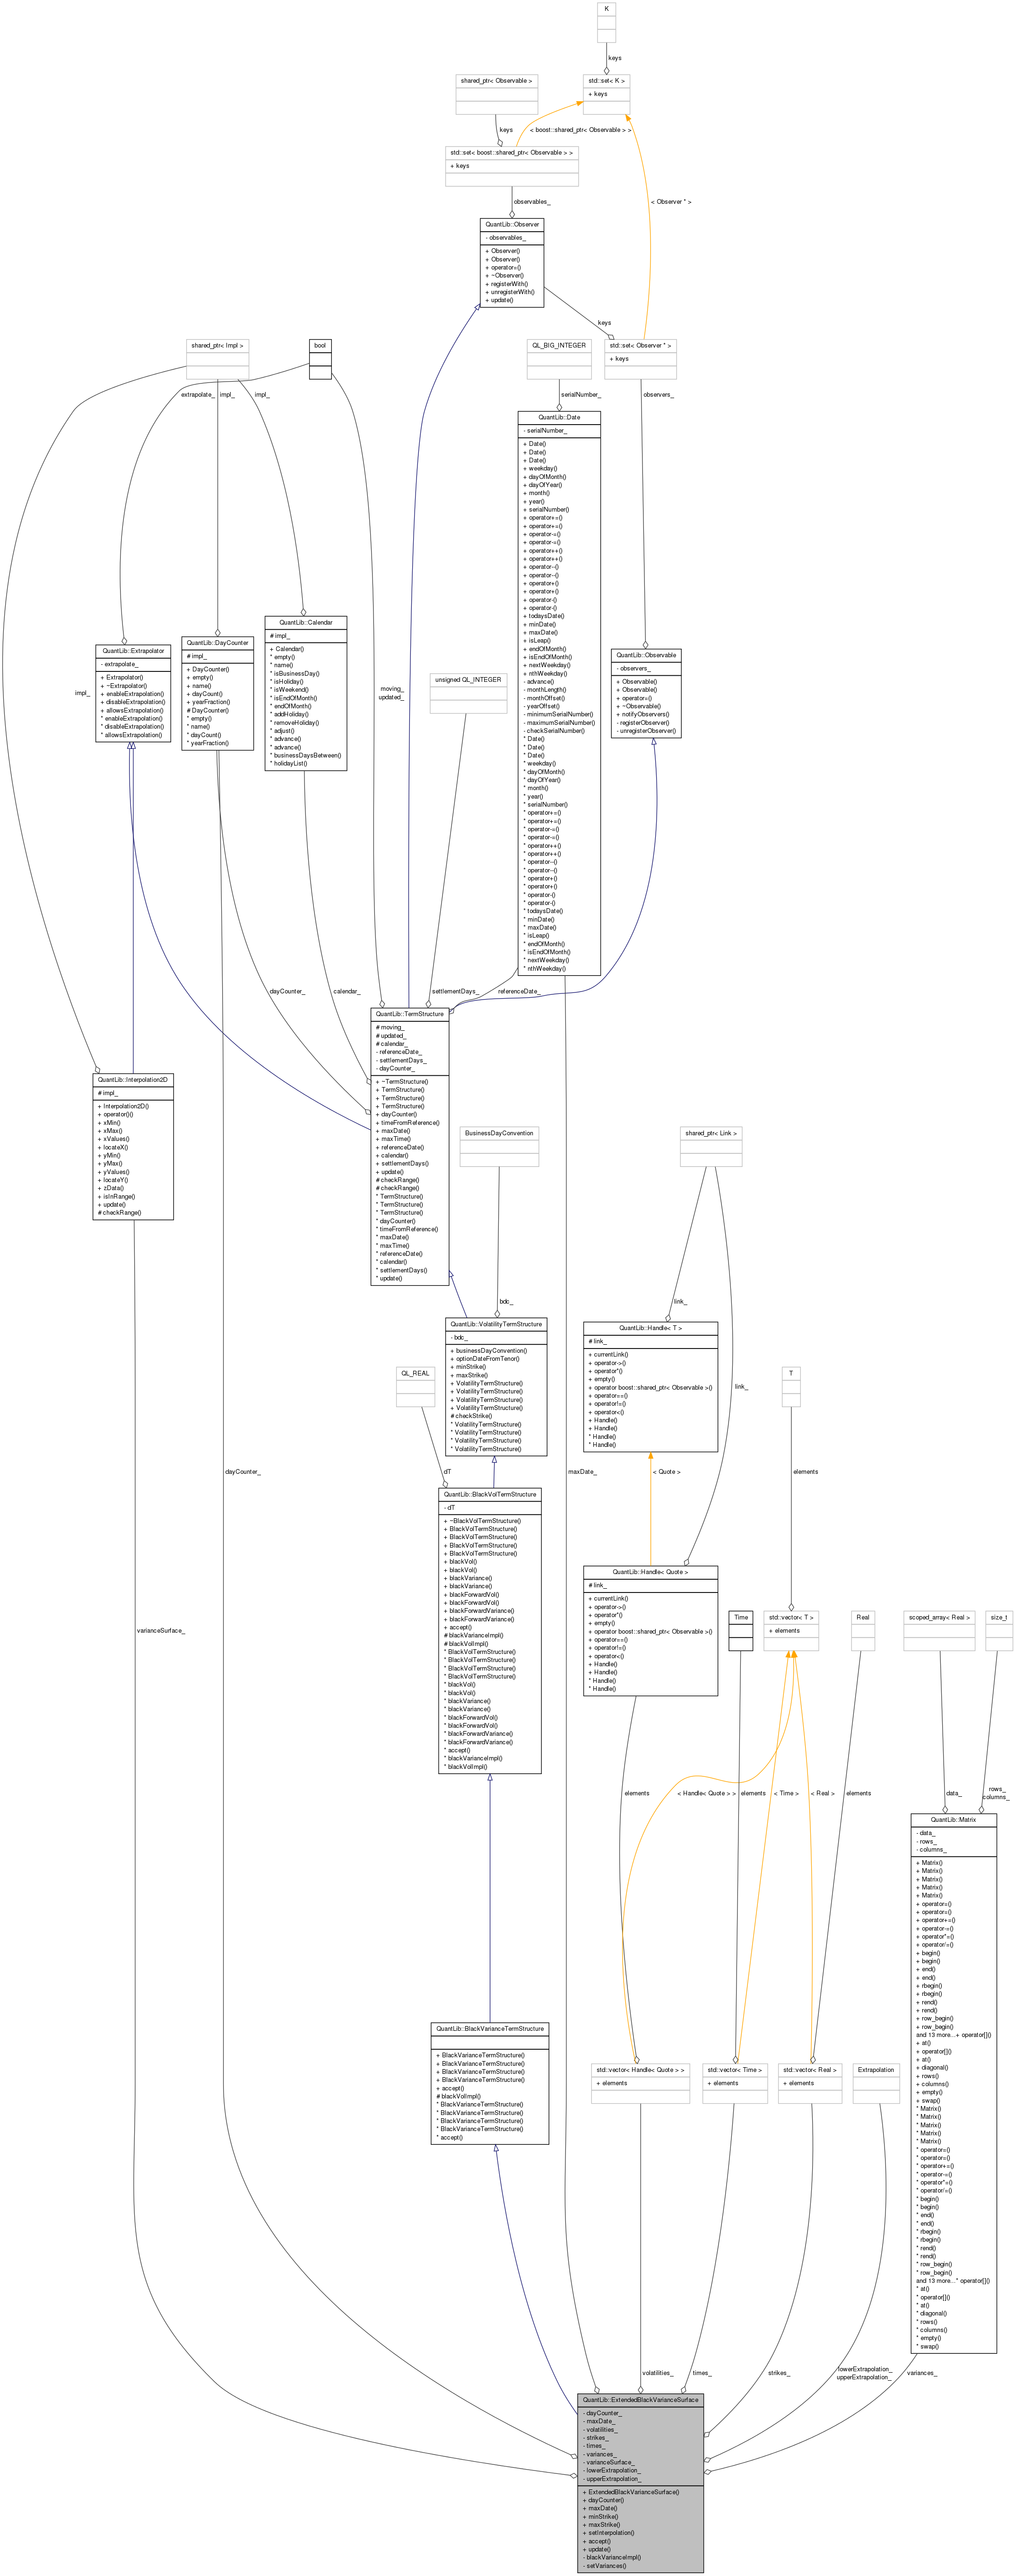 K
keys
shared_ptr< Observable >
std::set< K >
+ keys
keys
< boost::shared_ptr< Observable > >
std::set< boost::shared_ptr< Observable > >
+ keys
observables_
< Observer * >
QuantLib::Observer
- observables_
+ Observer()
+ Observer()
+ operator=()
+ ~Observer()
+ registerWith()
+ unregisterWith()
+ update()
keys
shared_ptr< Impl >
bool
QL_BIG_INTEGER
std::set< Observer * >
+ keys
extrapolate_
impl_
impl_
serialNumber_
observers_
QuantLib::Date
- serialNumber_
+ Date()
+ Date()
+ Date()
+ weekday()
+ dayOfMonth()
+ dayOfYear()
+ month()
+ year()
+ serialNumber()
+ operator+=()
+ operator+=()
+ operator-=()
+ operator-=()
+ operator++()
+ operator++()
+ operator--()
+ operator--()
+ operator+()
+ operator+()
+ operator-()
+ operator-()
+ todaysDate()
+ minDate()
+ maxDate()
+ isLeap()
+ endOfMonth()
+ isEndOfMonth()
+ nextWeekday()
+ nthWeekday()
- advance()
- monthLength()
- monthOffset()
- yearOffset()
- minimumSerialNumber()
- maximumSerialNumber()
- checkSerialNumber()
* Date()
* Date()
* Date()
* weekday()
* dayOfMonth()
* dayOfYear()
* month()
* year()
* serialNumber()
* operator+=()
* operator+=()
* operator-=()
* operator-=()
* operator++()
* operator++()
* operator--()
* operator--()
* operator+()
* operator+()
* operator-()
* operator-()
* todaysDate()
* minDate()
* maxDate()
* isLeap()
* endOfMonth()
* isEndOfMonth()
* nextWeekday()
* nthWeekday()
QuantLib::Calendar
# impl_
+ Calendar()
* empty()
* name()
* isBusinessDay()
* isHoliday()
* isWeekend()
* isEndOfMonth()
* endOfMonth()
* addHoliday()
* removeHoliday()
* adjust()
* advance()
* advance()
* businessDaysBetween()
* holidayList()
QuantLib::DayCounter
# impl_
+ DayCounter()
+ empty()
+ name()
+ dayCount()
+ yearFraction()
# DayCounter()
* empty()
* name()
* dayCount()
* yearFraction()
QuantLib::Extrapolator
- extrapolate_
+ Extrapolator()
+ ~Extrapolator()
+ enableExtrapolation()
+ disableExtrapolation()
+ allowsExtrapolation()
* enableExtrapolation()
* disableExtrapolation()
* allowsExtrapolation()
QuantLib::Observable
- observers_
+ Observable()
+ Observable()
+ operator=()
+ ~Observable()
+ notifyObservers()
- registerObserver()
- unregisterObserver()
impl_
moving_
updated_
unsigned QL_INTEGER
dayCounter_
calendar_
settlementDays_
referenceDate_
QuantLib::TermStructure
# moving_
# updated_
# calendar_
- referenceDate_
- settlementDays_
- dayCounter_
+ ~TermStructure()
+ TermStructure()
+ TermStructure()
+ TermStructure()
+ dayCounter()
+ timeFromReference()
+ maxDate()
+ maxTime()
+ referenceDate()
+ calendar()
+ settlementDays()
+ update()
# checkRange()
# checkRange()
* TermStructure()
* TermStructure()
* TermStructure()
* dayCounter()
* timeFromReference()
* maxDate()
* maxTime()
* referenceDate()
* calendar()
* settlementDays()
* update()
QuantLib::Interpolation2D
# impl_
+ Interpolation2D()
+ operator()()
+ xMin()
+ xMax()
+ xValues()
+ locateX()
+ yMin()
+ yMax()
+ yValues()
+ locateY()
+ zData()
+ isInRange()
+ update()
# checkRange()
BusinessDayConvention
shared_ptr< Link >
bdc_
link_
link_
QuantLib::VolatilityTermStructure
- bdc_
+ businessDayConvention()
+ optionDateFromTenor()
+ minStrike()
+ maxStrike()
+ VolatilityTermStructure()
+ VolatilityTermStructure()
+ VolatilityTermStructure()
+ VolatilityTermStructure()
# checkStrike()
* VolatilityTermStructure()
* VolatilityTermStructure()
* VolatilityTermStructure()
* VolatilityTermStructure()
QuantLib::Handle< T >
# link_
+ currentLink()
+ operator->()
+ operator*()
+ empty()
+ operator boost::shared_ptr< Observable >()
+ operator==()
+ operator!=()
+ operator<()
+ Handle()
+ Handle()
* Handle()
* Handle()
QL_REAL
T
dayCounter_
dT
maxDate_
< Quote >
elements
QuantLib::BlackVolTermStructure
- dT
+ ~BlackVolTermStructure()
+ BlackVolTermStructure()
+ BlackVolTermStructure()
+ BlackVolTermStructure()
+ BlackVolTermStructure()
+ blackVol()
+ blackVol()
+ blackVariance()
+ blackVariance()
+ blackForwardVol()
+ blackForwardVol()
+ blackForwardVariance()
+ blackForwardVariance()
+ accept()
# blackVarianceImpl()
# blackVolImpl()
* BlackVolTermStructure()
* BlackVolTermStructure()
* BlackVolTermStructure()
* BlackVolTermStructure()
* blackVol()
* blackVol()
* blackVariance()
* blackVariance()
* blackForwardVol()
* blackForwardVol()
* blackForwardVariance()
* blackForwardVariance()
* accept()
* blackVarianceImpl()
* blackVolImpl()
QuantLib::Handle< Quote >
# link_
+ currentLink()
+ operator->()
+ operator*()
+ empty()
+ operator boost::shared_ptr< Observable >()
+ operator==()
+ operator!=()
+ operator<()
+ Handle()
+ Handle()
* Handle()
* Handle()
Time
std::vector< T >
+ elements
Real
scoped_array< Real >
size_t
varianceSurface_
elements
< Handle< Quote > >
elements
< Time >
< Real >
elements
data_
rows_
columns_
QuantLib::Matrix
- data_
- rows_
- columns_
+ Matrix()
+ Matrix()
+ Matrix()
+ Matrix()
+ Matrix()
+ operator=()
+ operator=()
+ operator+=()
+ operator-=()
+ operator*=()
+ operator/=()
+ begin()
+ begin()
+ end()
+ end()
+ rbegin()
+ rbegin()
+ rend()
+ rend()
+ row_begin()
+ row_begin()
and 13 more...+ operator[]()
+ at()
+ operator[]()
+ at()
+ diagonal()
+ rows()
+ columns()
+ empty()
+ swap()
* Matrix()
* Matrix()
* Matrix()
* Matrix()
* Matrix()
* operator=()
* operator=()
* operator+=()
* operator-=()
* operator*=()
* operator/=()
* begin()
* begin()
* end()
* end()
* rbegin()
* rbegin()
* rend()
* rend()
* row_begin()
* row_begin()
and 13 more...* operator[]()
* at()
* operator[]()
* at()
* diagonal()
* rows()
* columns()
* empty()
* swap()
QuantLib::BlackVarianceTermStructure
+ BlackVarianceTermStructure()
+ BlackVarianceTermStructure()
+ BlackVarianceTermStructure()
+ BlackVarianceTermStructure()
+ accept()
# blackVolImpl()
* BlackVarianceTermStructure()
* BlackVarianceTermStructure()
* BlackVarianceTermStructure()
* BlackVarianceTermStructure()
* accept()
std::vector< Handle< Quote > >
+ elements
std::vector< Time >
+ elements
std::vector< Real >
+ elements
Extrapolation
volatilities_
times_
strikes_
lowerExtrapolation_
upperExtrapolation_
variances_
QuantLib::ExtendedBlackVarianceSurface
- dayCounter_
- maxDate_
- volatilities_
- strikes_
- times_
- variances_
- varianceSurface_
- lowerExtrapolation_
- upperExtrapolation_
+ ExtendedBlackVarianceSurface()
+ dayCounter()
+ maxDate()
+ minStrike()
+ maxStrike()
+ setInterpolation()
+ accept()
+ update()
- blackVarianceImpl()
- setVariances()